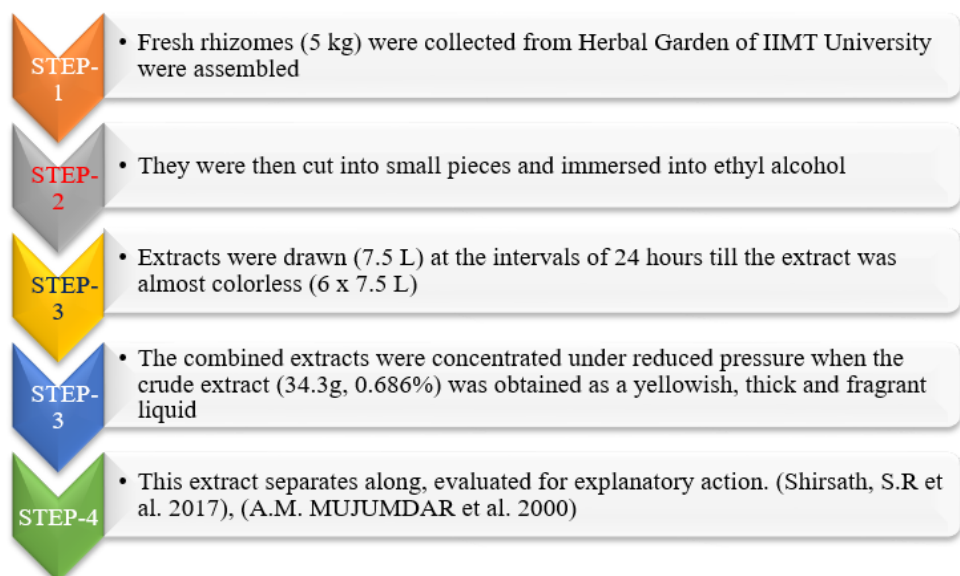 STEP-
1
• Fresh rhizomes (5 kg) were collected from Herbal Garden of IIMT University
were assembled
STEP-
2
• They were then cut into small pieces and immersed into ethyl alcohol
STEP-
3
• Extracts were drawn (7.5 L) at the intervals of 24 hours till the extract was
almost colorless (6 x 7.5 L)
STEP-
3
• The combined extracts were concentrated under reduced pressure when the
crude extract (34.3g, 0.686%) was obtained as a yellowish, thick and fragrant
liquid
STEP-4
• This extract separates along, evaluated for explanatory action. (Shirsath, S.R et
al. 2017), (A.M. MUJUMDAR et al. 2000)